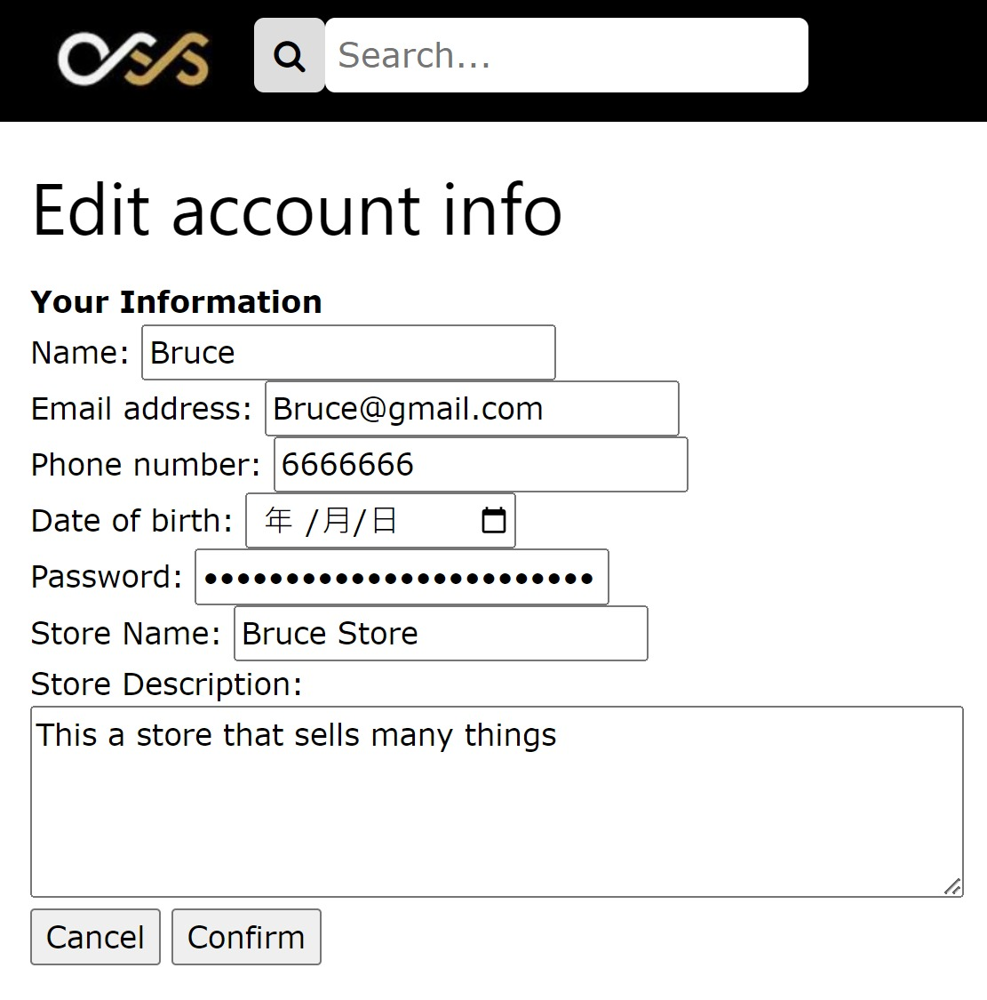 Search...
Edit account info
Your Information
Name: Bruce
Email address: Bruce@gmail.com
Phone number: 6666666
Date of birth: 年 /月/日
Password: ••••••••••••••••••••••••
Store Name: Bruce Store
Store Description:
This a store that sells many things
Cancel Confirm